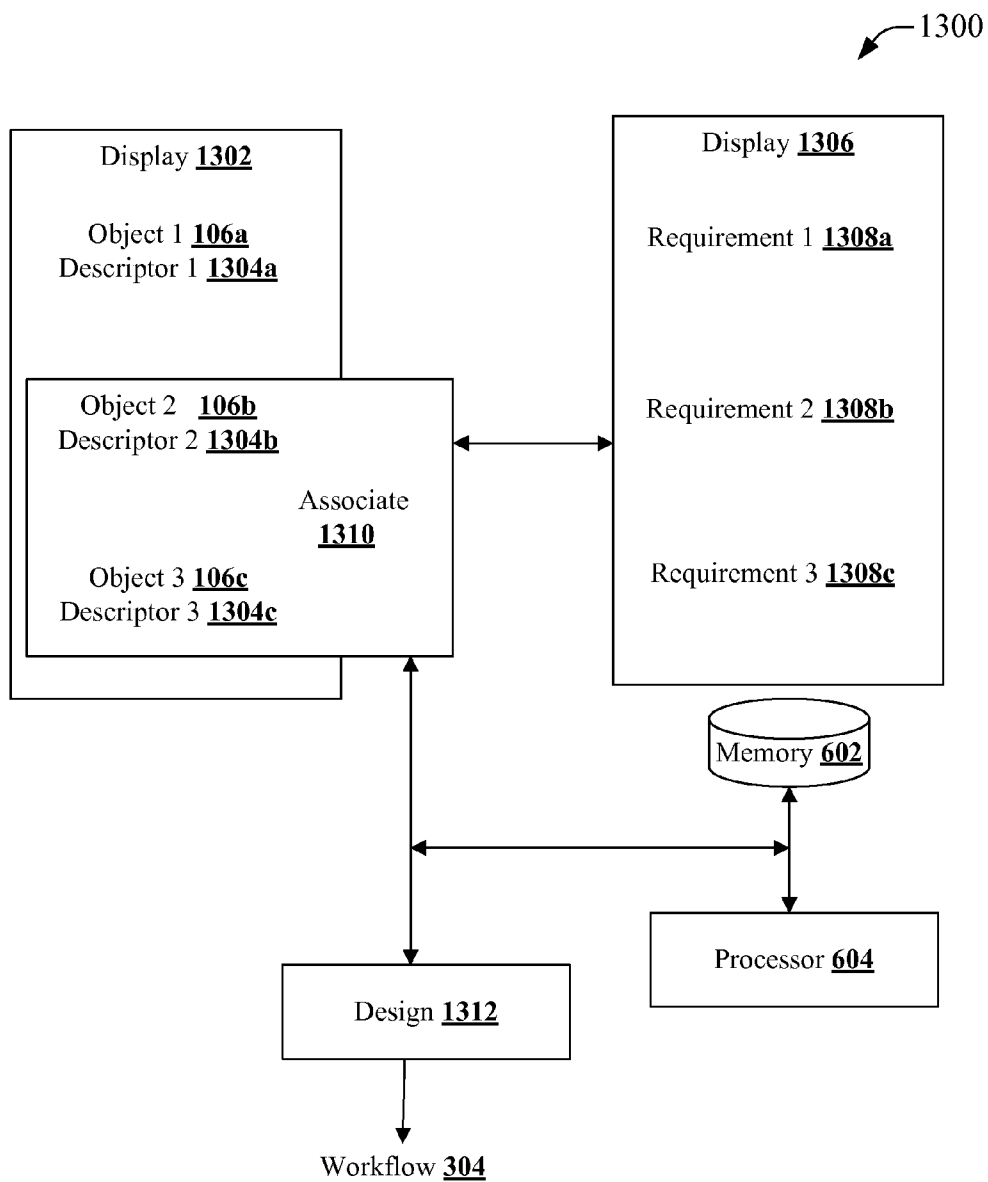 1300
Display 1302
Object 1 106a
Descriptor 1 1304a
Object 2 106b
Descriptor 2 1304b
Associate
1310
Object 3 106c
Descriptor 3 1304c
Display 1306
Requirement 1 1308a
Requirement 2 1308b
Requirement 3 1308c
Memory 602
Processor 604
Design 1312
Workflow 304